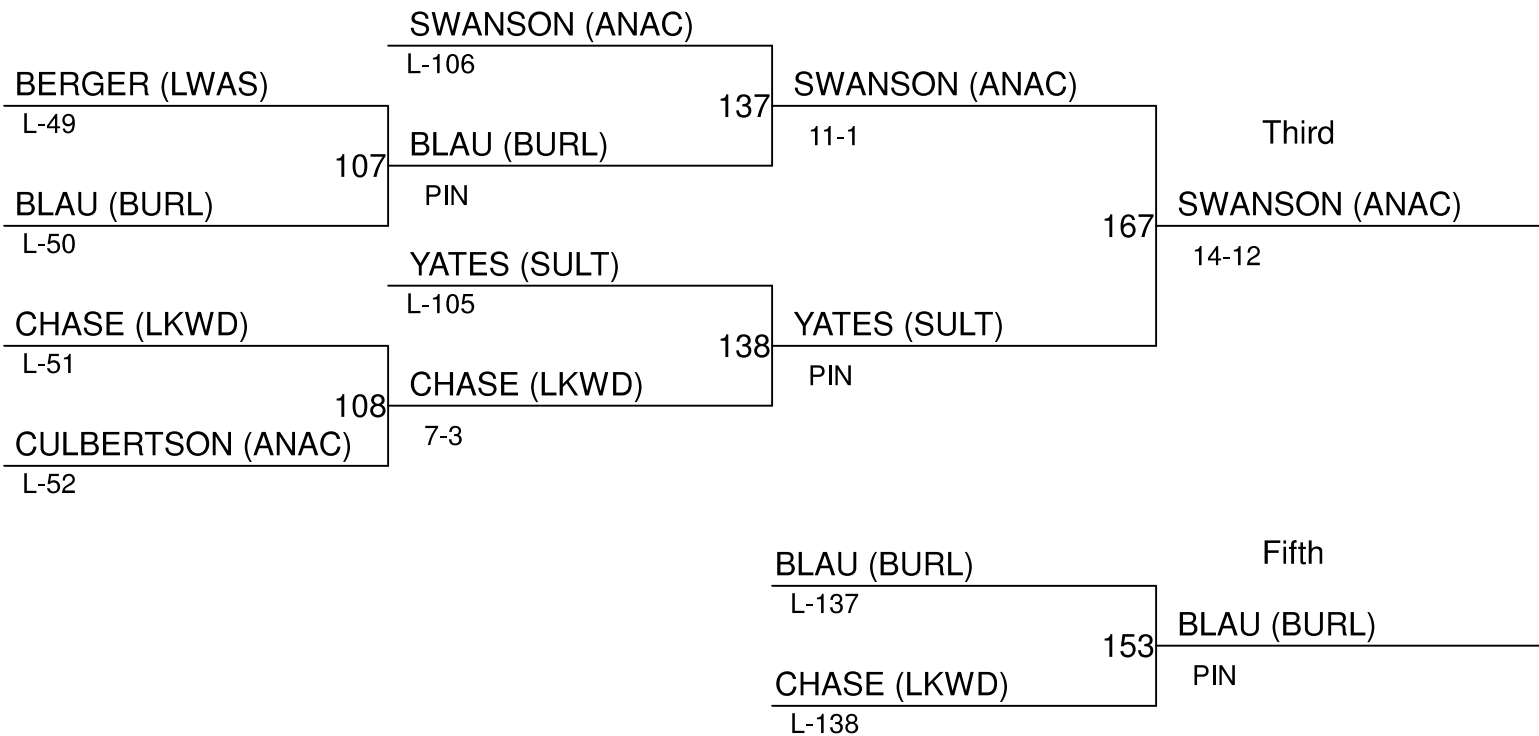 SWANSON (ANAC)
L-106
BERGER (LWAS)
L-49
137
SWANSON (ANAC)
11-1
Third
107
BLAU (BURL)
PIN
BLAU (BURL)
L-50
167
SWANSON (ANAC)
14-12
YATES (SULT)
L-105
CHASE (LKWD)
L-51
138
YATES (SULT)
PIN
108
CHASE (LKWD)
7-3
CULBERTSON (ANAC)
L-52
BLAU (BURL)
L-137
Fifth
153
BLAU (BURL)
PIN
CHASE (LKWD)
L-138